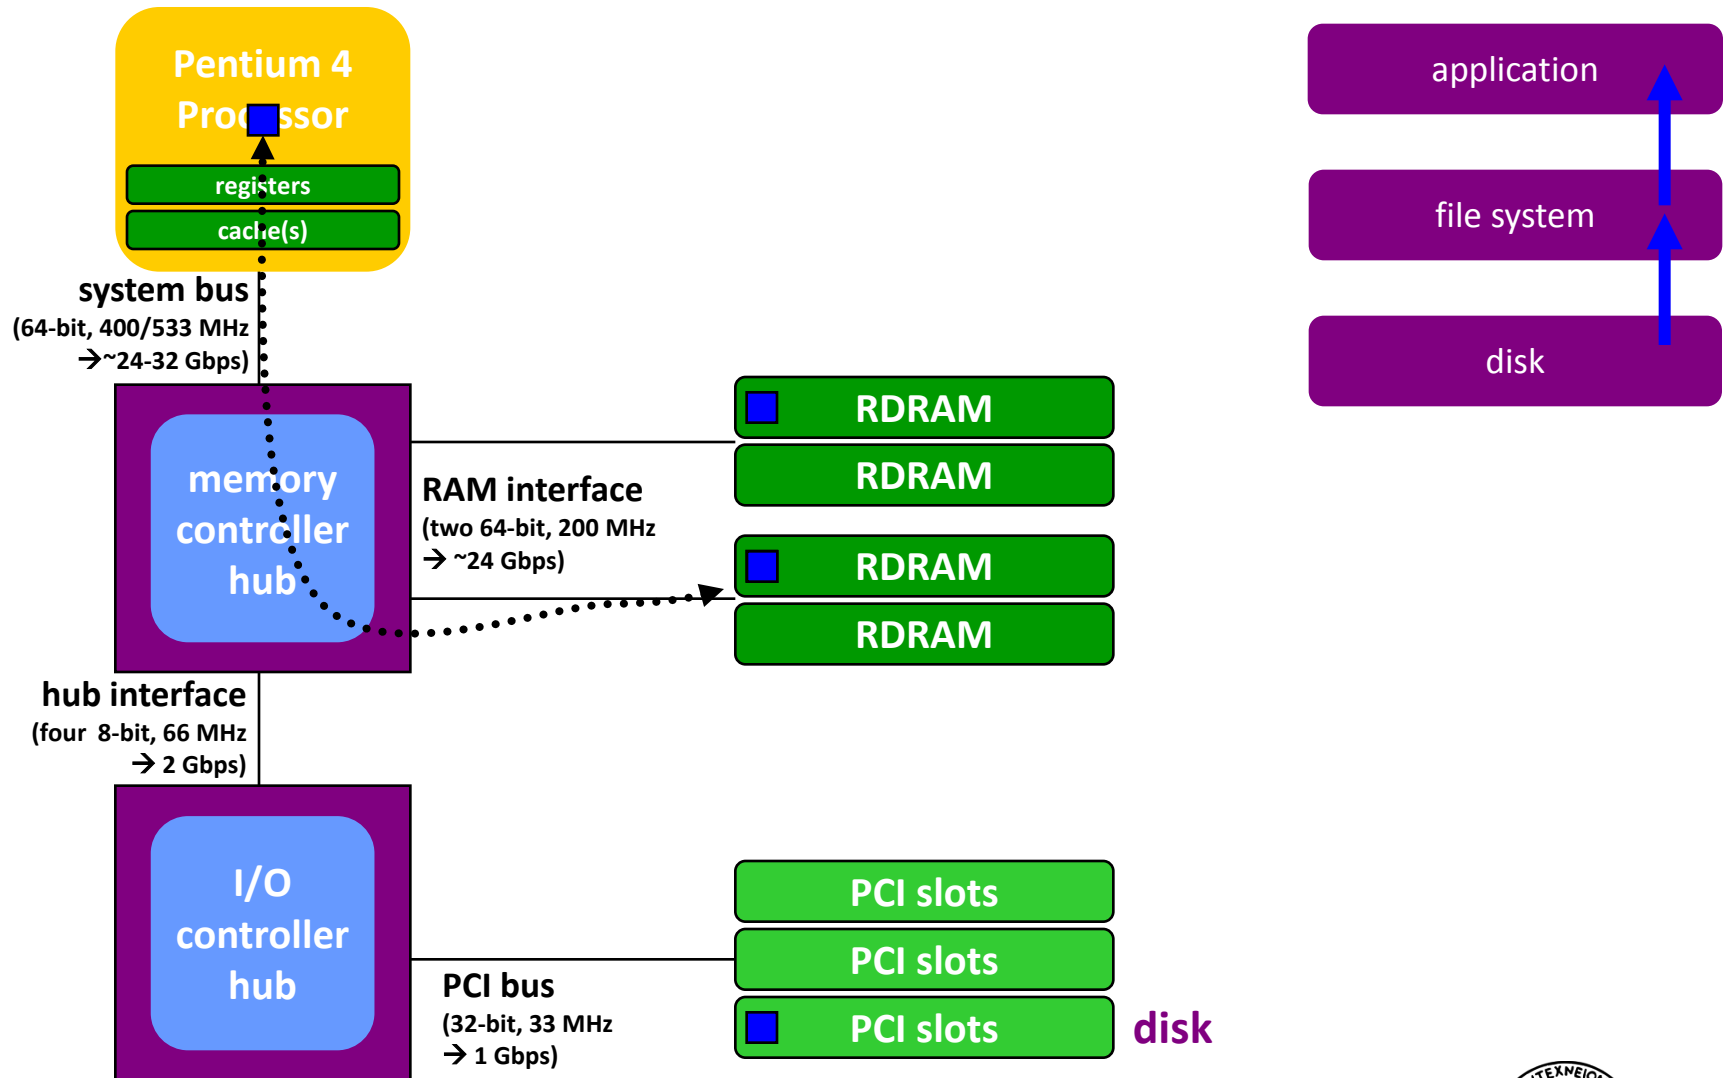 Pentium 4
Processor
registers
cache(s)
system bus
(64-bit, 400/533 MHz
→~24-32 Gbps)
memory
controller
hub
RAM interface
(two 64-bit, 200 MHz
→ ~24 Gbps)
RDRAM
RDRAM
RDRAM
RDRAM
hub interface
(four 8-bit, 66 MHz
→ 2 Gbps)
I/O
controller
hub
PCI bus
(32-bit, 33 MHz
→ 1 Gbps)
PCI slots
PCI slots
PCI slots
disk
application
file system
disk